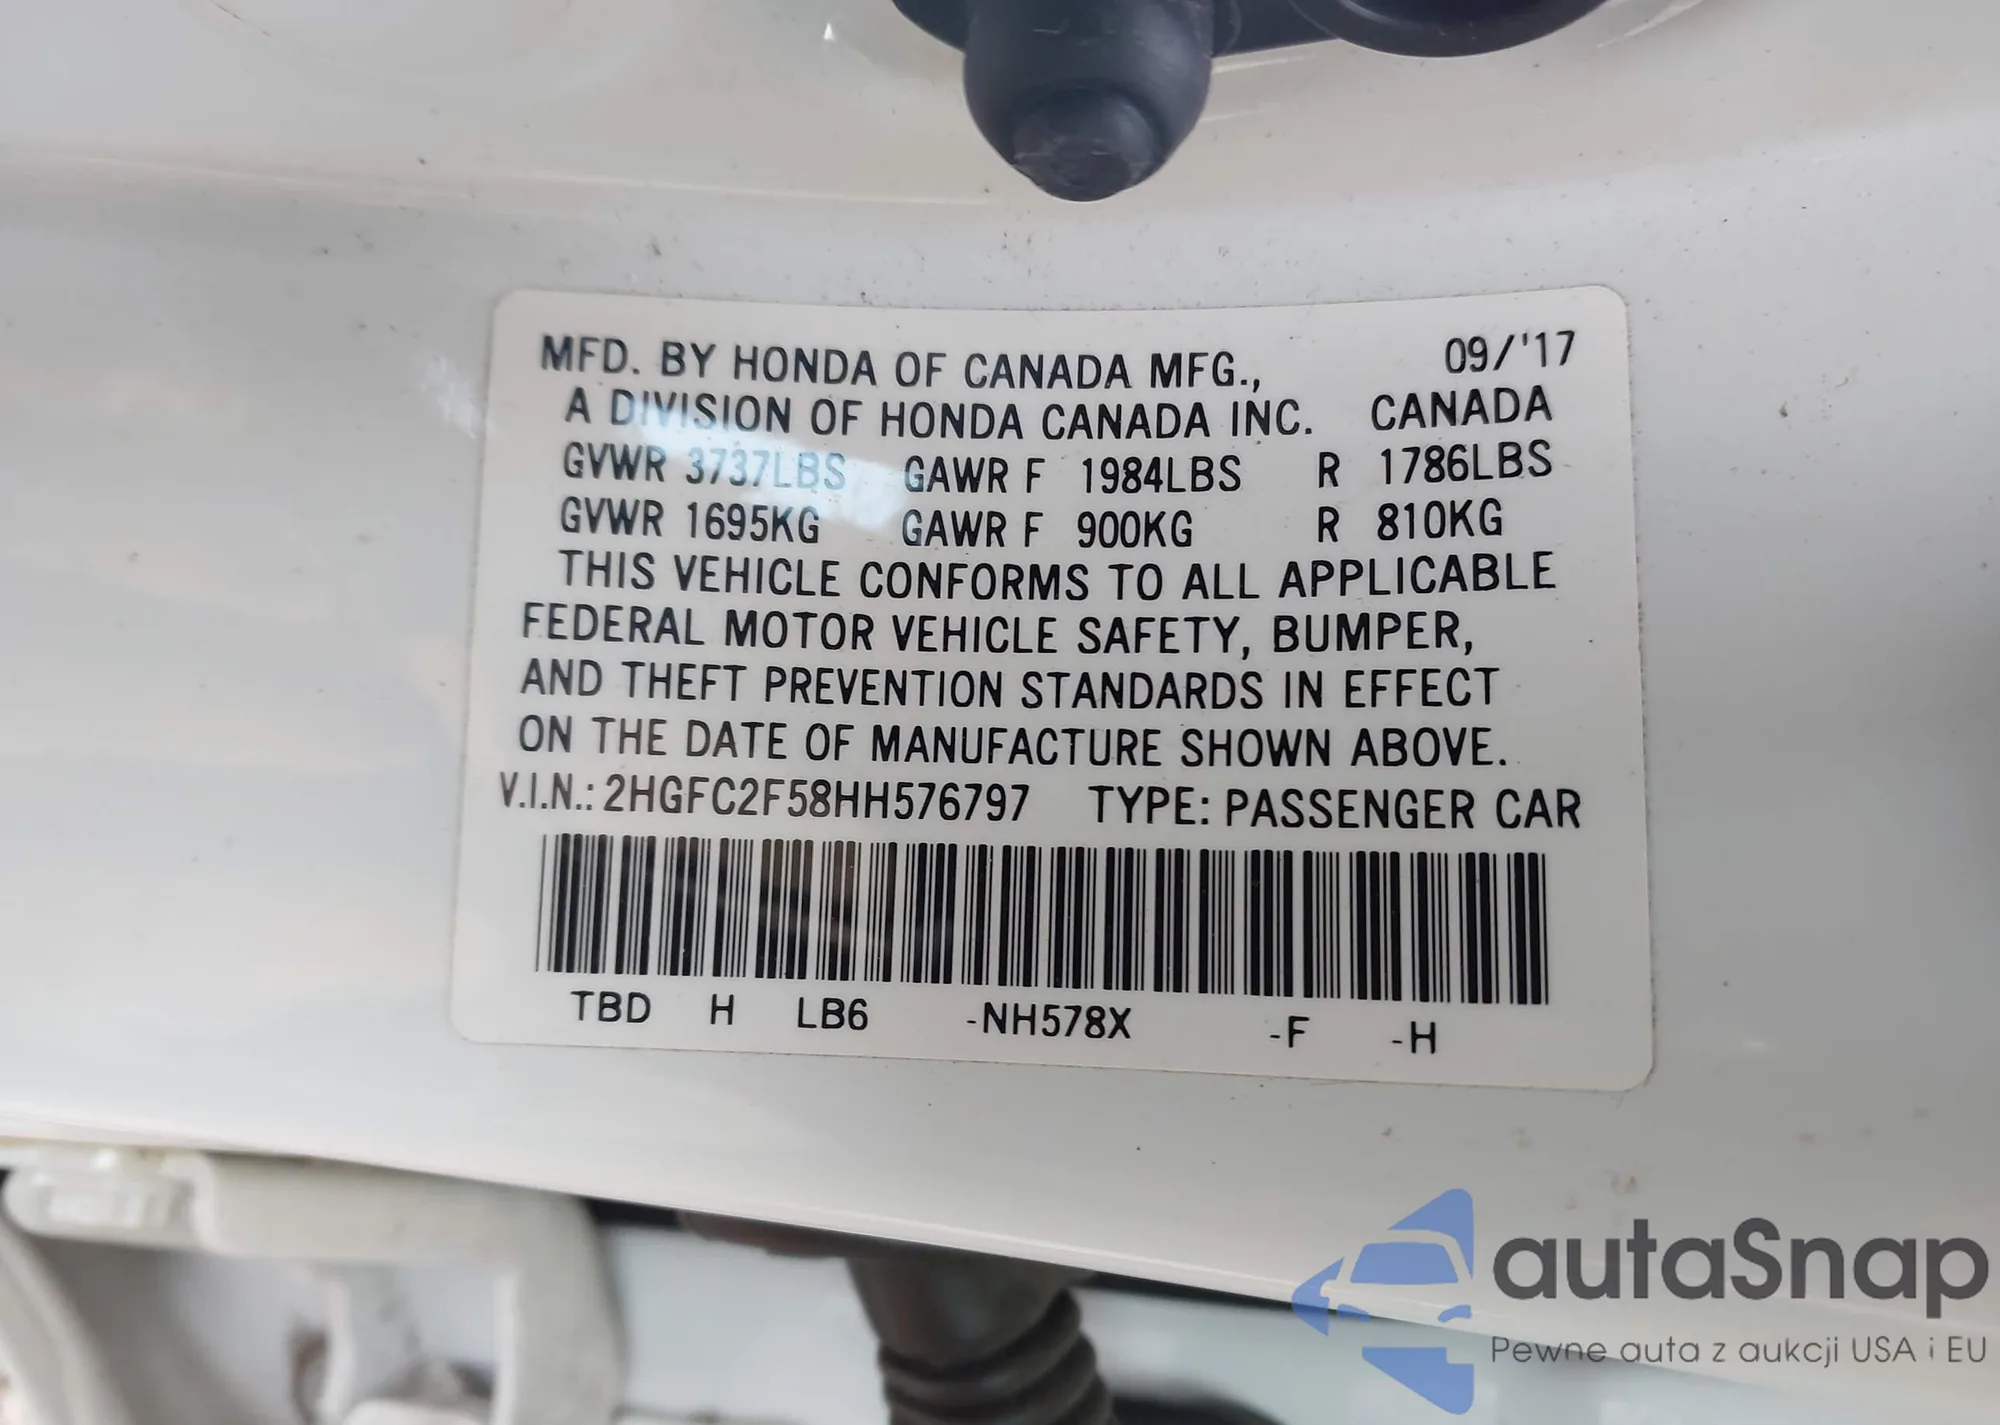 MFD. BY HONDA OF CANADA MFG., 09/'17
A DIVISION OF HONDA CANADA INC. CANADA
GVWR 3737LBS GAWR F 1984LBS R 1786LBS
GVWR 1695KG GAWR F 900KG R 810KG
THIS VEHICLE CONFORMS TO ALL APPLICABLE
FEDERAL MOTOR VEHICLE SAFETY, BUMPER,
AND THEFT PREVENTION STANDARDS IN EFFECT
ON THE DATE OF MANUFACTURE SHOWN ABOVE.
V.I.N.: 2HGFC2F58HH576797 TYPE: PASSENGER CAR
TBD H LB6 -NH578X -F -H
autaSnap
Pewne auta z aukcji USA i EU